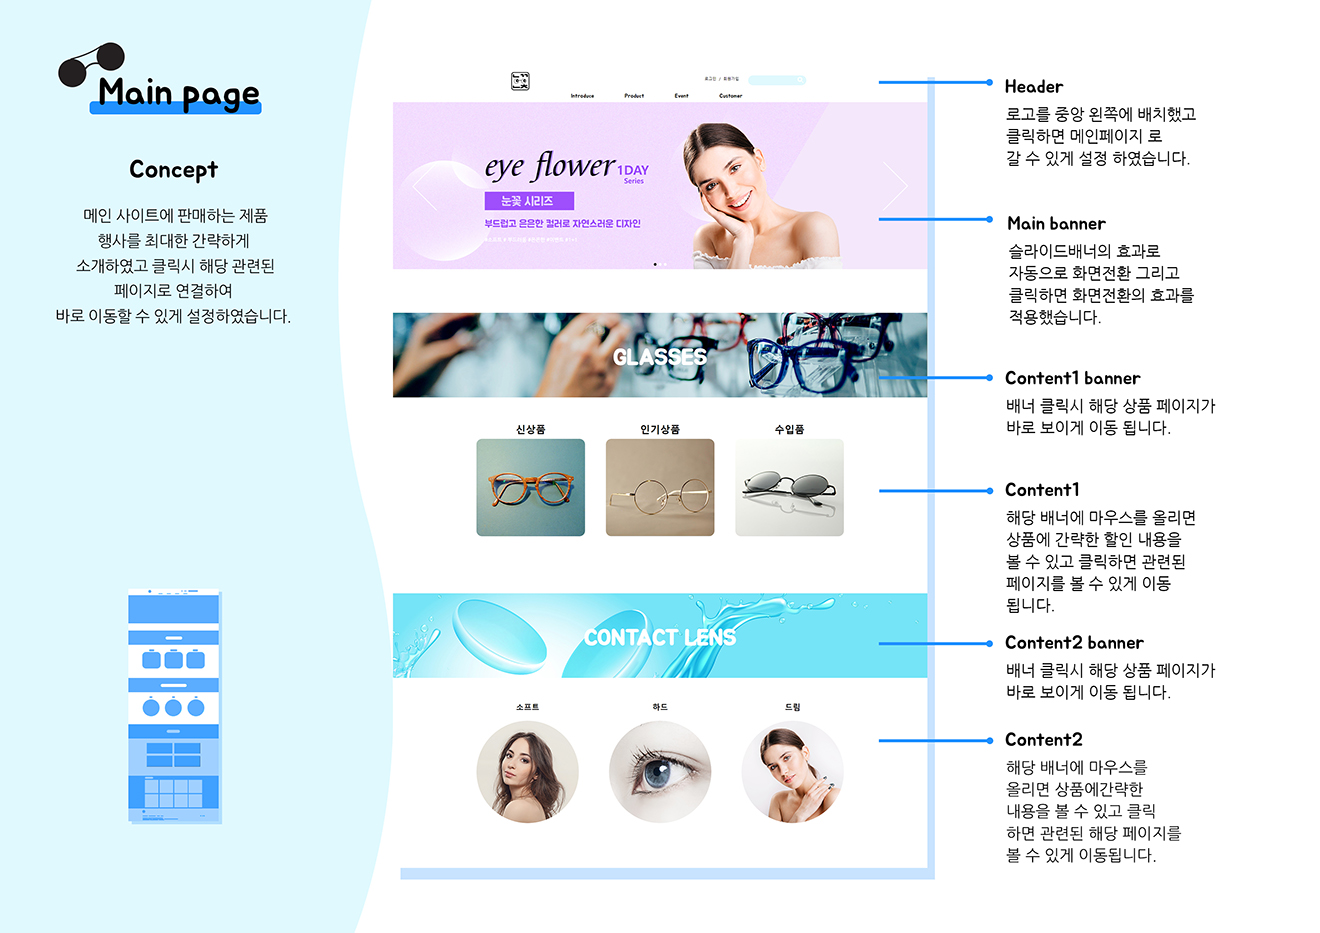 Main page
Concept
메인 사이트에 판매하는 제품
행사를 최대한 간략하게
소개하였고 클릭시 해당 관련된
페이지로 연결하여
바로 이동할 수 있게 설정하였습니다.
로그인 / 회원가입
Introduce
Product
Event
Customer
eye flower 1DAY
Series
눈꽃 시리즈
부드럽고 은은한 컬러로 자연스러운 디자인
GLASSES
신상품
인기상품
수입품
CONTACT LENS
소프트
하드
드림
Header
로고를 중앙 왼쪽에 배치했고
클릭하면 메인페이지 로
갈 수 있게 설정 하였습니다.
Main banner
슬라이드배너의 효과로
자동으로 화면전환 그리고
클릭하면 화면전환의 효과를
적용했습니다.
Content1 banner
배너 클릭시 해당 상품 페이지가
바로 보이게 이동 됩니다.
Content1
해당 배너에 마우스를 올리면
상품에 간략한 할인 내용을
볼 수 있고 클릭하면 관련된
페이지를 볼 수 있게 이동
됩니다.
Content2 banner
배너 클릭시 해당 상품 페이지가
바로 보이게 이동 됩니다.
Content2
해당 배너에 마우스를
올리면 상품에간략한
내용을 볼 수 있고 클릭
하면 관련된 해당 페이지를
볼 수 있게 이동됩니다.